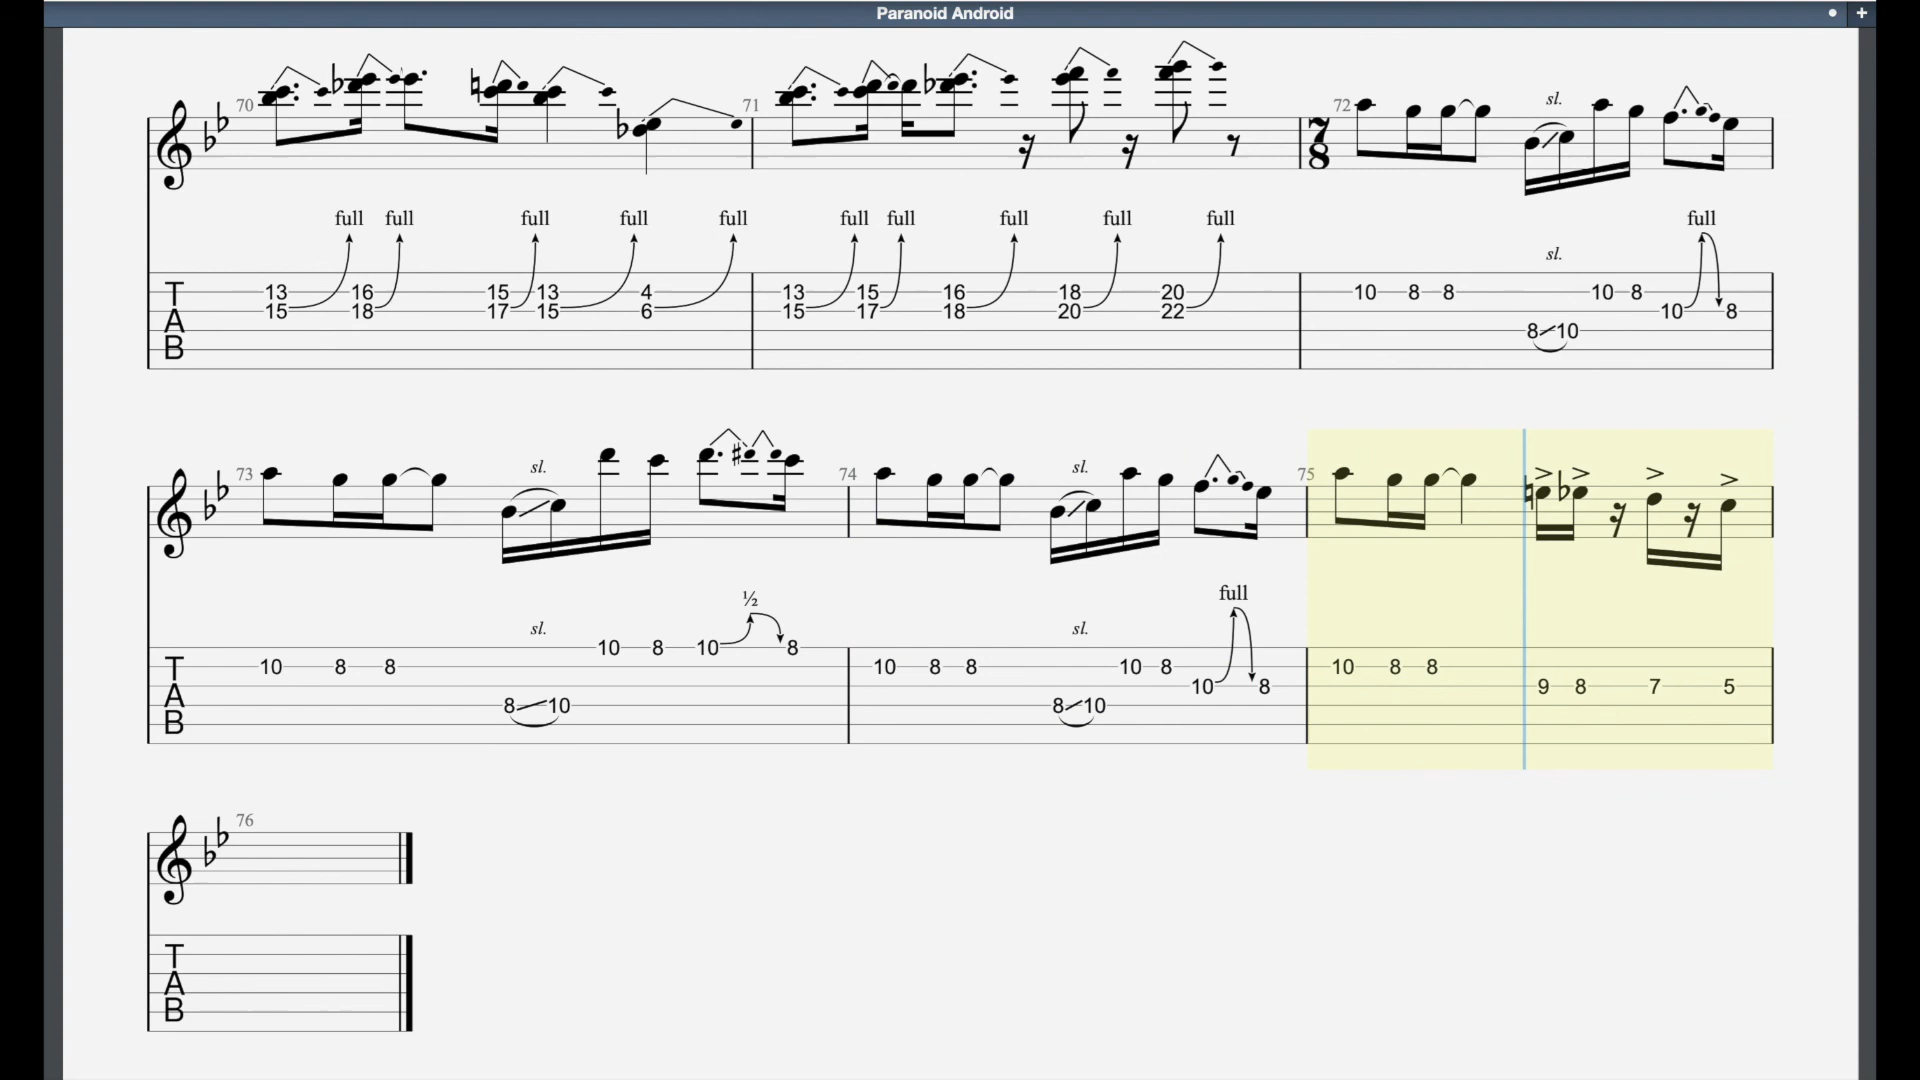 Paranoid Android
70 71 72
7
8
sl.
full full full full full full full full full full full
sl.
T 13 16 15 13 4 13 15 16 18 20 10 8 8 10 8
A 15 18 17 15 6 15 17 18 20 22 10 8
8 10
B
73 74 75
sl. sl.
½ full
sl. sl.
10 8 10 8
T 10 8 8 10 8 8 10 8 10 8 8
A 10 8 9 8 7 5
8 10 8 10
B
76
T
A
B